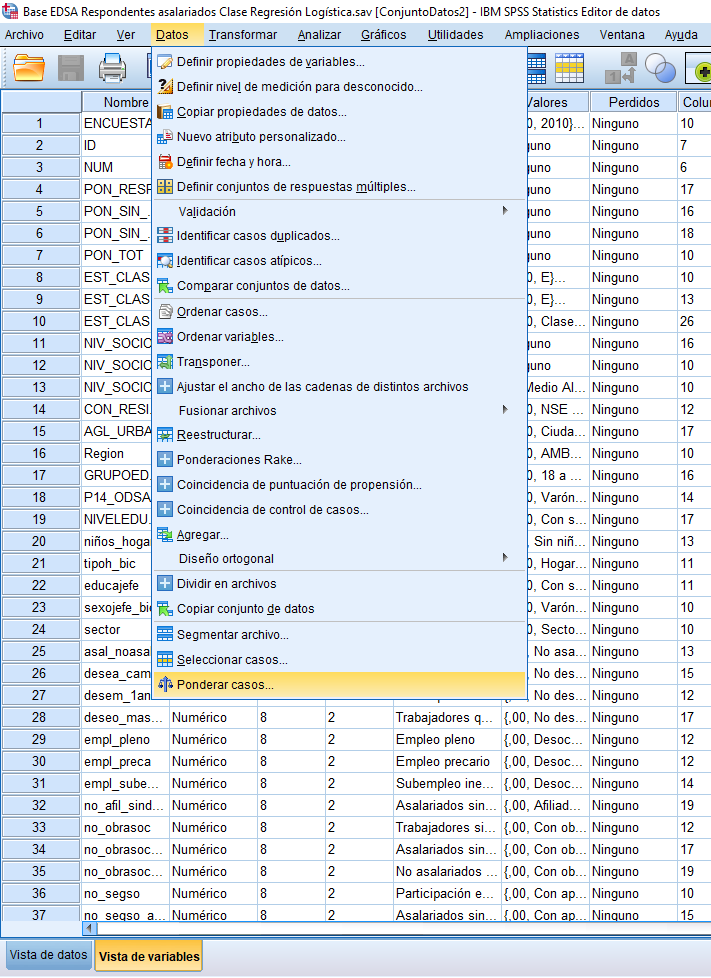 Base EDSA Respondentes asalariados Clase Regresión Logística.sav [ConjuntoDatos2] - IBM SPSS Statistics Editor de datos
Archivo Editar Ver Datos Transformar Analizar Gráficos Utilidades Ampliaciones Ventana Ayuda
Definir propiedades de variables...
Definir nivel de medición para desconocido...
Copiar propiedades de datos...
Nuevo atributo personalizado...
Definir fecha y hora...
Definir conjuntos de respuestas múltiples...
Validación
Identificar casos duplicados...
Identificar casos atípicos...
Comparar conjuntos de datos...
Ordenar casos...
Ordenar variables...
Transponer...
Ajustar el ancho de las cadenas de distintos archivos
Fusionar archivos
Reestructurar...
Ponderaciones Rake...
Coincidencia de puntuación de propensión...
Coincidencia de control de casos...
Agregar...
Diseño ortogonal
Dividir en archivos
Copiar conjunto de datos
Segmentar archivo...
Seleccionar casos...
Ponderar casos...
Nombre Valores Perdidos Colu
1 ENCUESTA 0, 2010}... Ninguno 10
2 ID guno Ninguno 7
3 NUM guno Ninguno 6
4 PON_RESP guno Ninguno 17
5 PON_SIN_. guno Ninguno 16
6 PON_SIN_. guno Ninguno 18
7 PON_TOT guno Ninguno 10
8 EST_CLAS 0, E}... Ninguno 10
9 EST_CLAS 0, E}... Ninguno 13
10 EST_CLAS 0, Clase... Ninguno 26
11 NIV_SOCIO guno Ninguno 10
12 NIV_SOCIO guno Ninguno 10
13 NIV_SOCIO Medio Al... Ninguno 10
14 CON_RESI. 0, NSE ... Ninguno 12
15 AGL_URBA 0, Ciuda... Ninguno 17
16 Region 0, AMB... Ninguno 10
17 GRUPOED. 0, 18 a ... Ninguno 16
18 P14_ODSA 0, Varón... Ninguno 14
19 NIVELEDU. 0, Con s... Ninguno 17
20 niños_hoga 0, Sin niñ... Ninguno 13
21 tipoh_bic 0, Hogar... Ninguno 11
22 educajefe 0, Con s... Ninguno 11
23 sexojefe_bi 0, Varón... Ninguno 10
24 sector 0, Secto... Ninguno 10
25 asal_noasal 0, No asa... Ninguno 13
26 desea_cam 0, No des... Ninguno 15
27 desem_1an 0, No des... Ninguno 12
28 deseo_mas... Numérico 8 2 Trabajadores q... {,00, No des... Ninguno 17
29 empl_pleno Numérico 8 2 Empleo pleno {,00, Desoc... Ninguno 12
30 empl_preca Numérico 8 2 Empleo precario {,00, Desoc... Ninguno 12
31 empl_sube... Numérico 8 2 Subempleo ine... {,00, Desoc... Ninguno 14
32 no_afil_sind... Numérico 8 2 Asalariados sin... {,00, Afiliad... Ninguno 19
33 no_obrasoc Numérico 8 2 Trabajadores si... {,00, Con ob... Ninguno 12
34 no_obrasoc... Numérico 8 2 Asalariados sin... {,00, Con ob... Ninguno 17
35 no_obrasoc... Numérico 8 2 No asalariados ... {,00, Con ob... Ninguno 19
36 no_segso Numérico 8 2 Participación e... {,00, Con ap... Ninguno 10
37 no_segso_a... Numérico 8 2 Asalariados sin... {,00, Con ap... Ninguno 15
Vista de datos Vista de variables